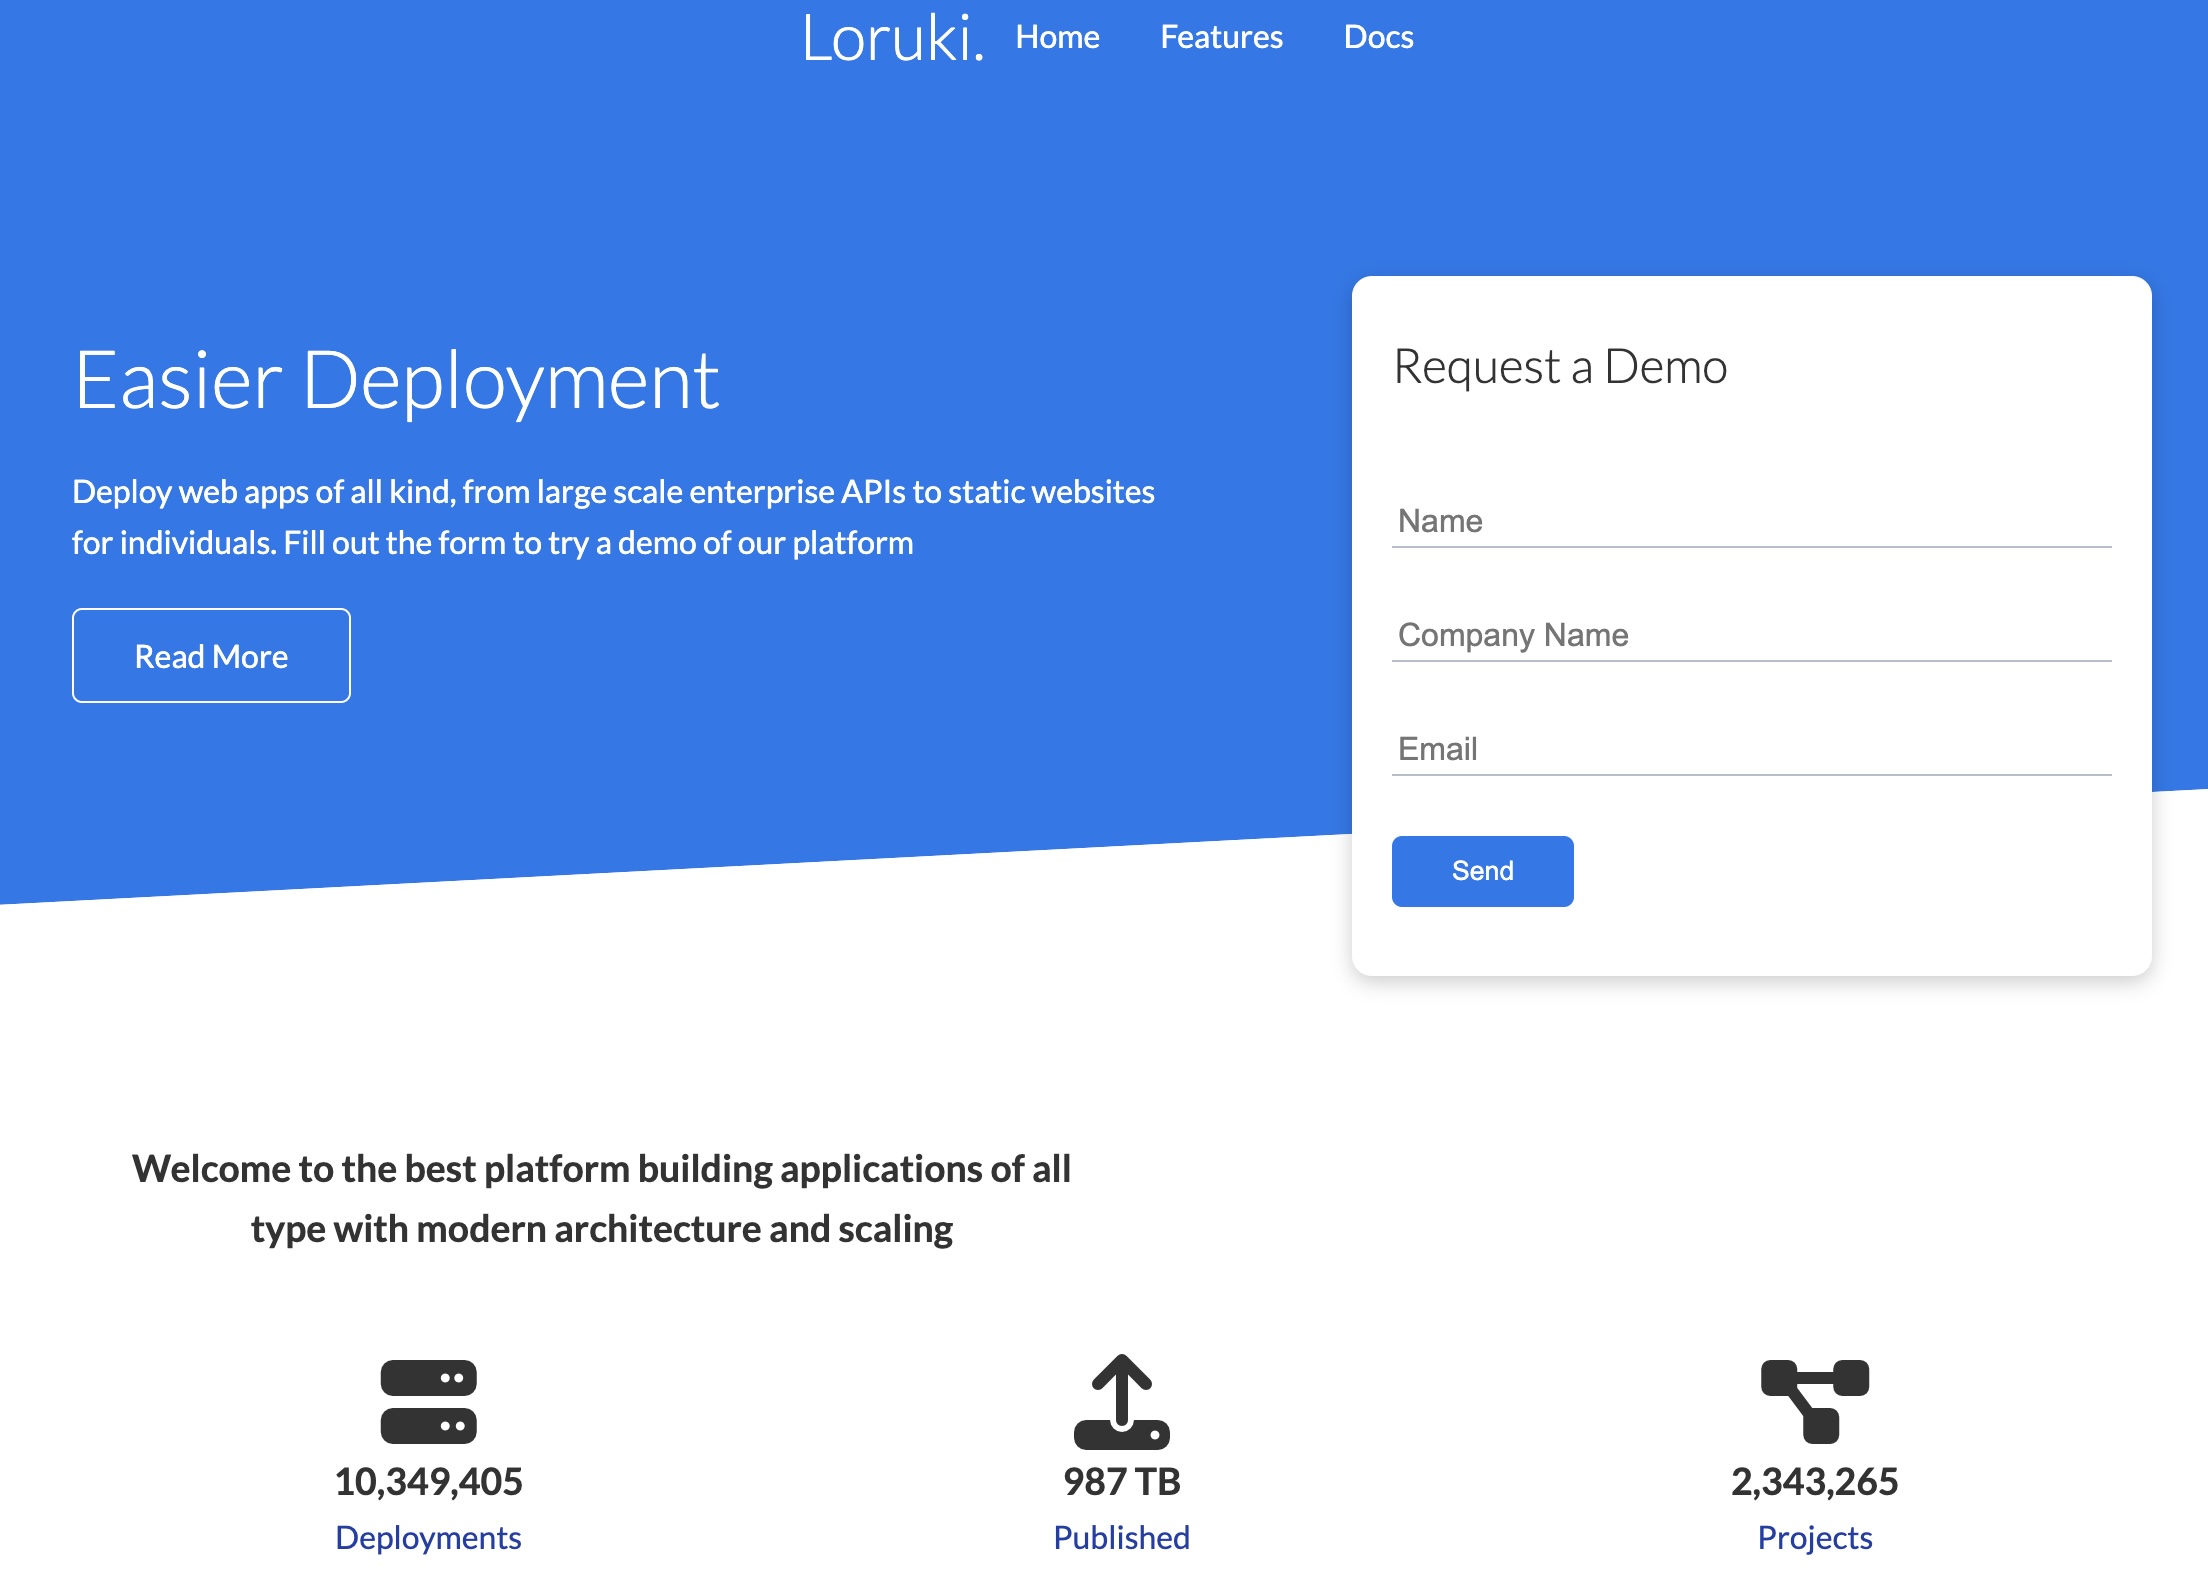 Loruki. Home Features Docs
Easier Deployment
Deploy web apps of all kind, from large scale enterprise APIs to static websites
for individuals. Fill out the form to try a demo of our platform
Read More
Request a Demo
Name
Company Name
Email
Send
Welcome to the best platform building applications of all
type with modern architecture and scaling
10,349,405
Deployments
987 TB
Published
2,343,265
Projects